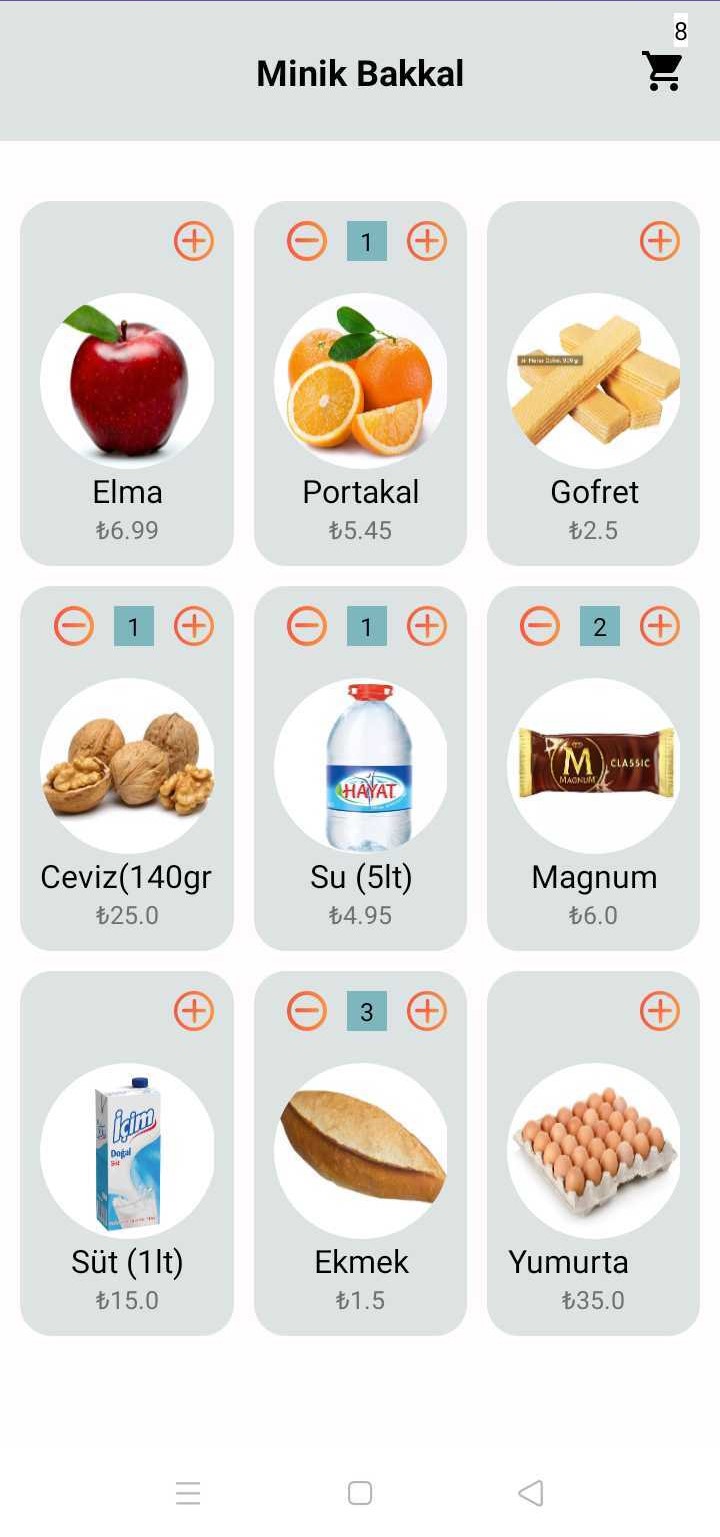 8
Minik Bakkal
1
Elma
Portakal
Gofret
₺6.99
₺5.45
₺2.5
1
1
2
HAYAT
M
MAGNUM
CLASSIC
Ceviz(140gr
Su (5lt)
Magnum
₺25.0
₺4.95
₺6.0
3
içim
Doğal
Süt
Süt (1lt)
Ekmek
Yumurta
₺15.0
₺1.5
₺35.0